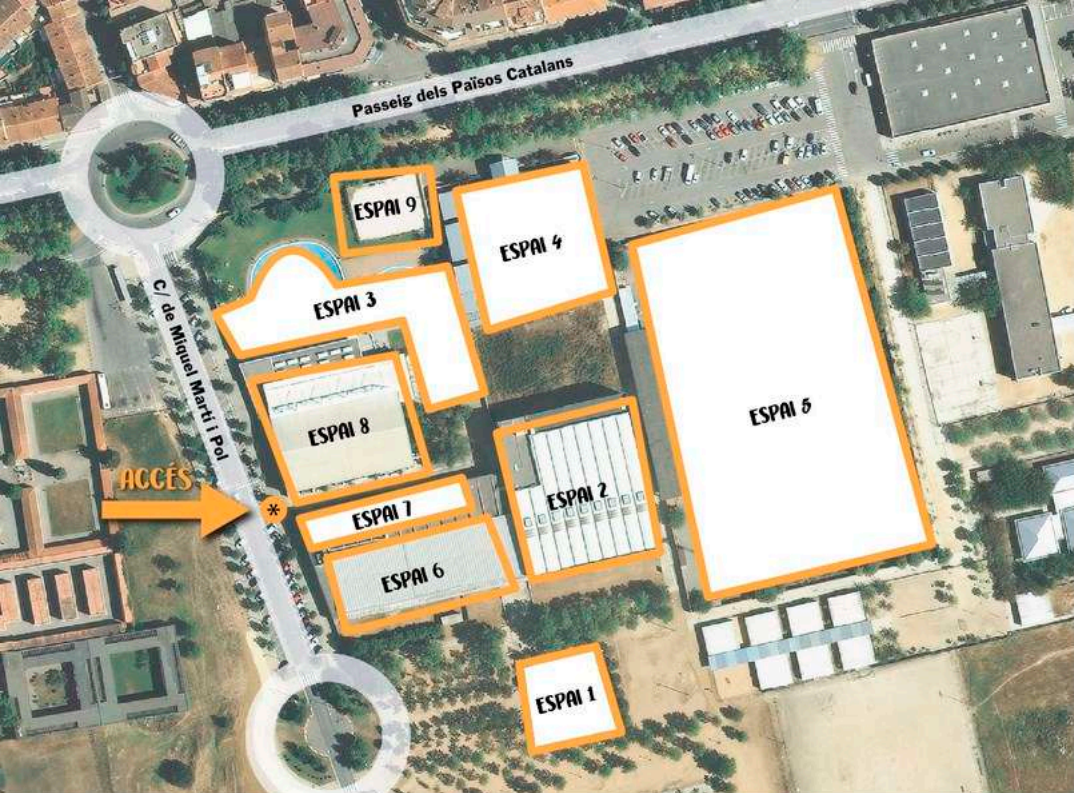 Passeig dels Països Catalans
ESPAI 9
ESPAI 4
ESPAI 3
C/ de Miquel Martí i Pol
ESPAI 5
ESPAI 8
ACCÉS
*
ESPAI 2
ESPAI 7
ESPAI 6
ESPAI 1